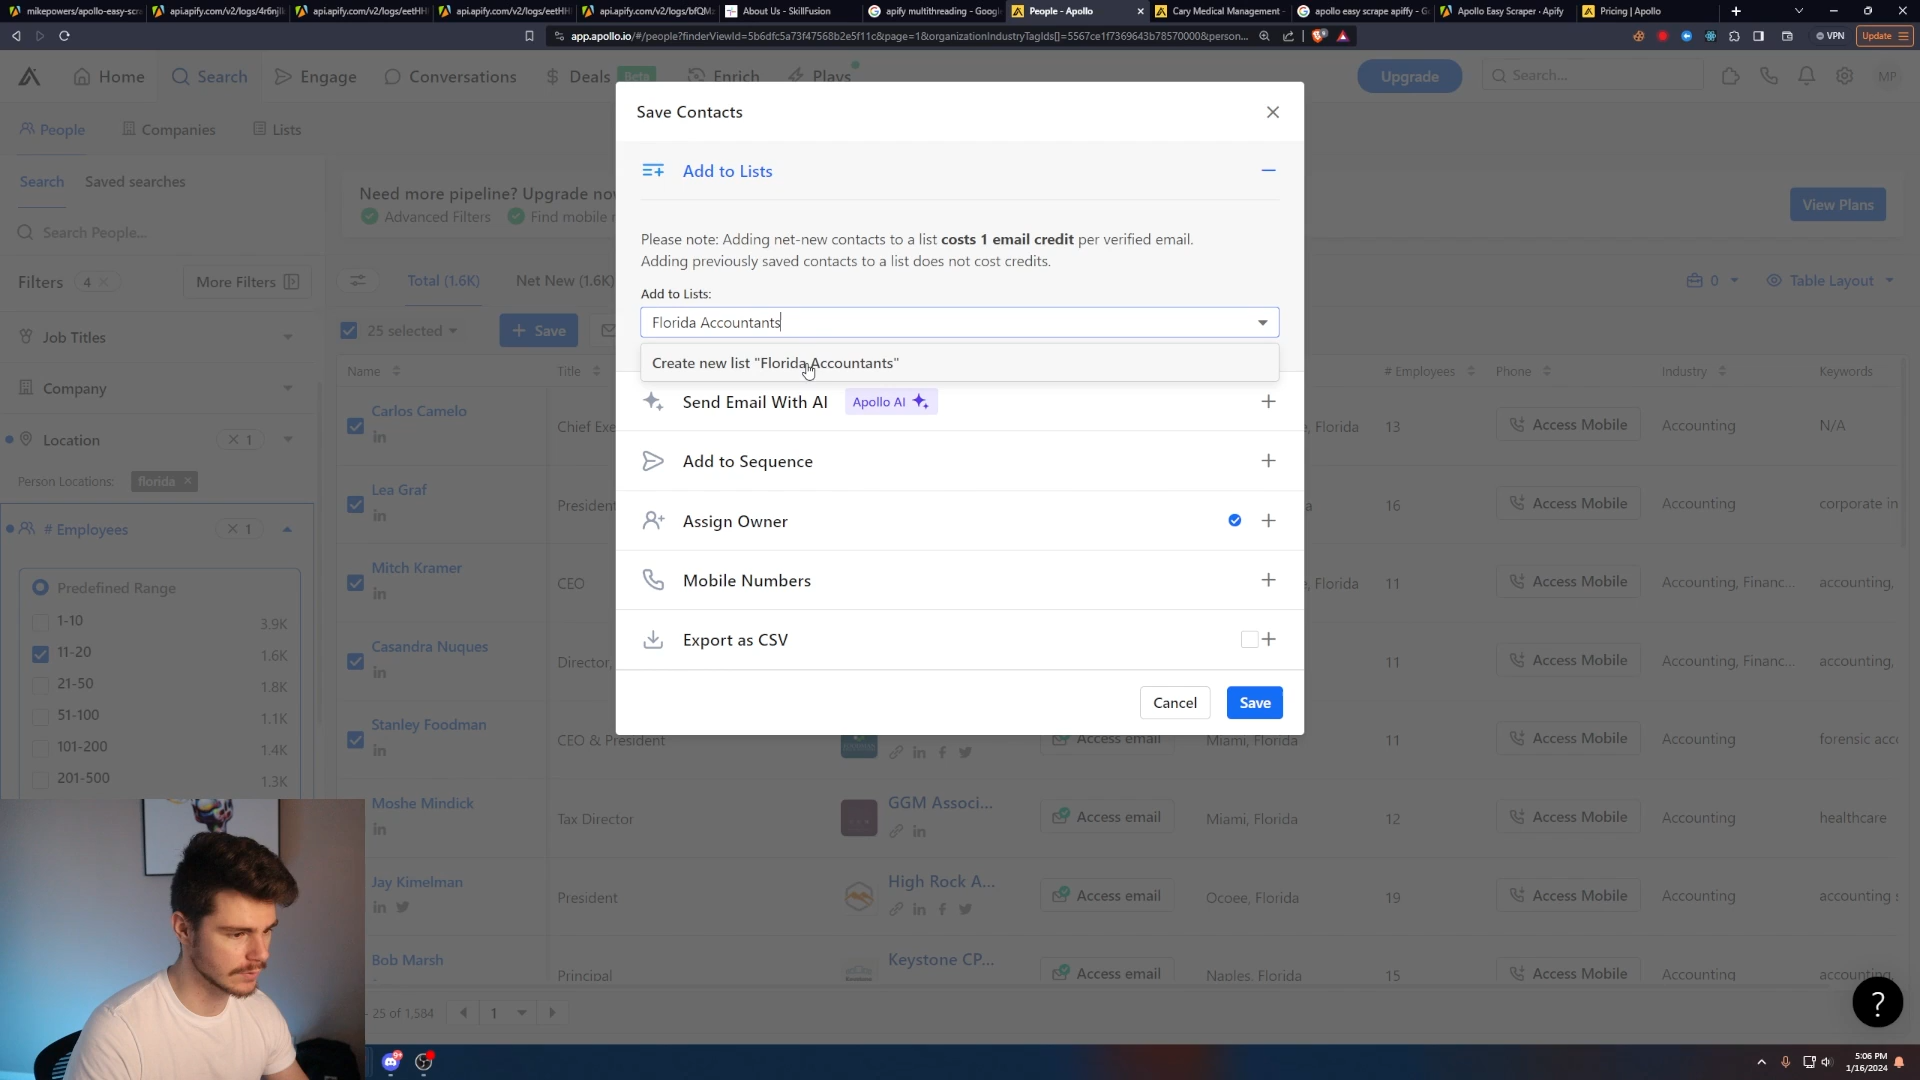 mikepowers/apollo-easy-scr
api.apify.com/v2/logs/4r6njl
api.apify.com/v2/logs/eetHH
api.apify.com/v2/logs/eetHH
api.apify.com/v2/logs/bfQM
About Us - SkillFusion
apify multithreading - Googl
People - Apollo
Cary Medical Management
apollo easy scrape apiffy - G
Apollo Easy Scraper · Apify
Pricing | Apollo
app.apollo.io/#/people?finderViewId=5b6dfc5a73f47568b2e5f11c&page=1&organizationIndustryTagIds[]=5567ce1f7369643b78570000&person...
VPN
Update
Home
Search
Engage
Conversations
Deals
Beta
Enrich
Plays
Upgrade
Search...
MP
People
Companies
Lists
Search
Saved searches
Search People...
Need more pipeline? Upgrade no
Advanced Filters
Find mobile
View Plans
Filters
4
More Filters
Total (1.6K)
Net New (1.6K)
0
Table Layout
25 selected
+ Save
Job Titles
Company
Location
1
Person Locations:
florida
# Employees
1
Predefined Range
1-10
3.9K
11-20
1.6K
21-50
1.8K
51-100
1.1K
101-200
1.4K
201-500
1.3K
Name
Title
# Employees
Phone
Industry
Keywords
Carlos Camelo
Chief Exe
, Florida
13
Access Mobile
Accounting
N/A
Lea Graf
President
16
Access Mobile
Accounting
corporate in
Mitch Kramer
CEO
, Florida
11
Access Mobile
Accounting, Financ...
accounting,
Casandra Nuques
Director,
11
Access Mobile
Accounting, Financ...
accounting,
Stanley Foodman
CEO & President
Access email
Miami, Florida
11
Access Mobile
Accounting
forensic acc
Moshe Mindick
Tax Director
GGM Associ...
Access email
Miami, Florida
12
Access Mobile
Accounting
healthcare
Jay Kimelman
President
High Rock A...
Access email
Ocoee, Florida
19
Access Mobile
Accounting
accounting
Bob Marsh
Principal
Keystone CP...
Access email
Naples, Florida
15
Access Mobile
Accounting
accounting,
25 of 1,584
1
Save Contacts
Add to Lists
Please note: Adding net-new contacts to a list costs 1 email credit per verified email.
Adding previously saved contacts to a list does not cost credits.
Add to Lists:
Florida Accountants
Create new list "Florida Accountants"
Send Email With AI
Apollo AI
Add to Sequence
Assign Owner
Mobile Numbers
Export as CSV
Cancel
Save
?
5:06 PM
1/16/2024